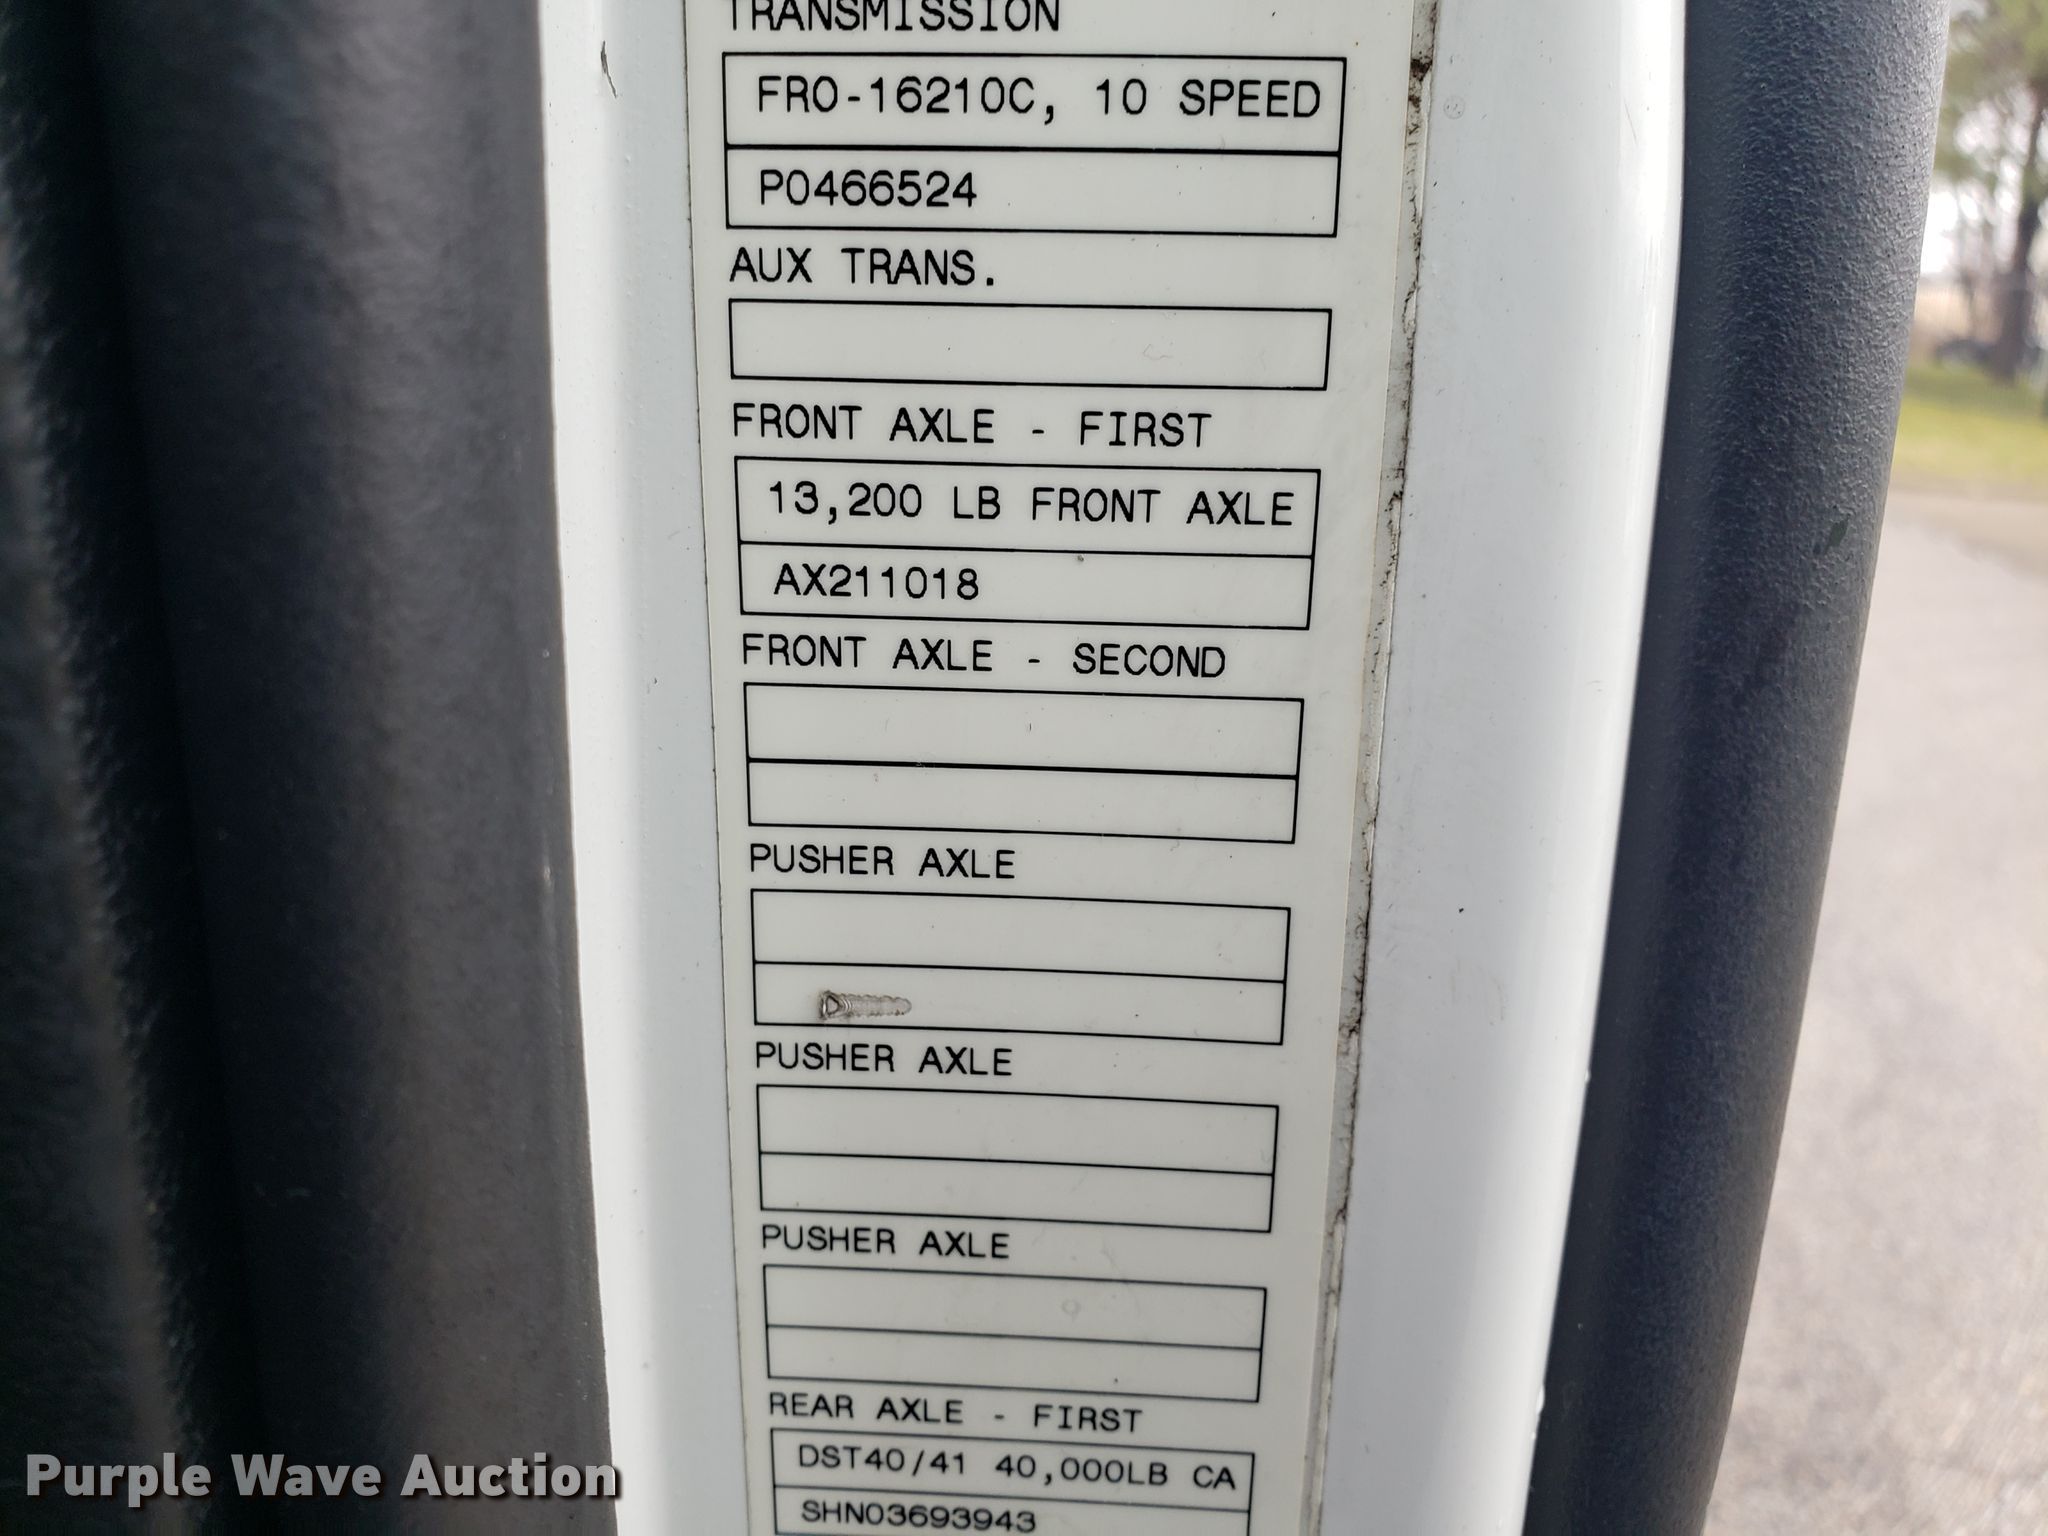 TRANSMISSION
FRO-16210C, 10 SPEED
P0466524
AUX TRANS.
FRONT AXLE - FIRST
13,200 LB FRONT AXLE
AX211018
FRONT AXLE - SECOND
PUSHER AXLE
PUSHER AXLE
PUSHER AXLE
REAR AXLE - FIRST
DST40/41 40,000LB CA
SHN03693943
Purple Wave Auction